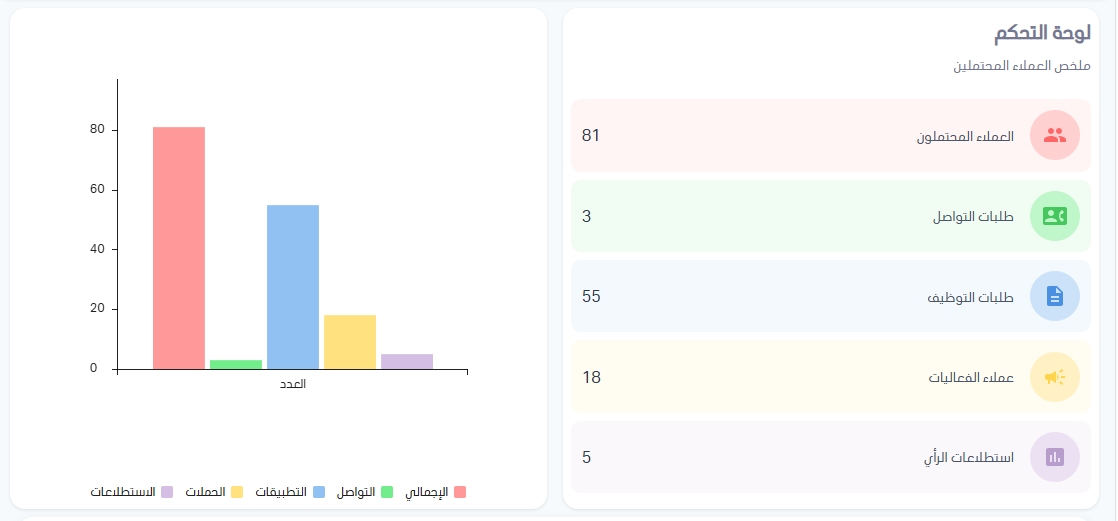 لوحة التحكم
ملخص العملاء المحتملين
العملاء المحتملون 81
طلبات التواصل 3
طلبات التوظيف 55
عملاء الفعاليات 18
استطلاعات الرأي 5
80
60
40
20
0
العدد
الإجمالي التواصل التطبيقات الحملات الاستطلاعات